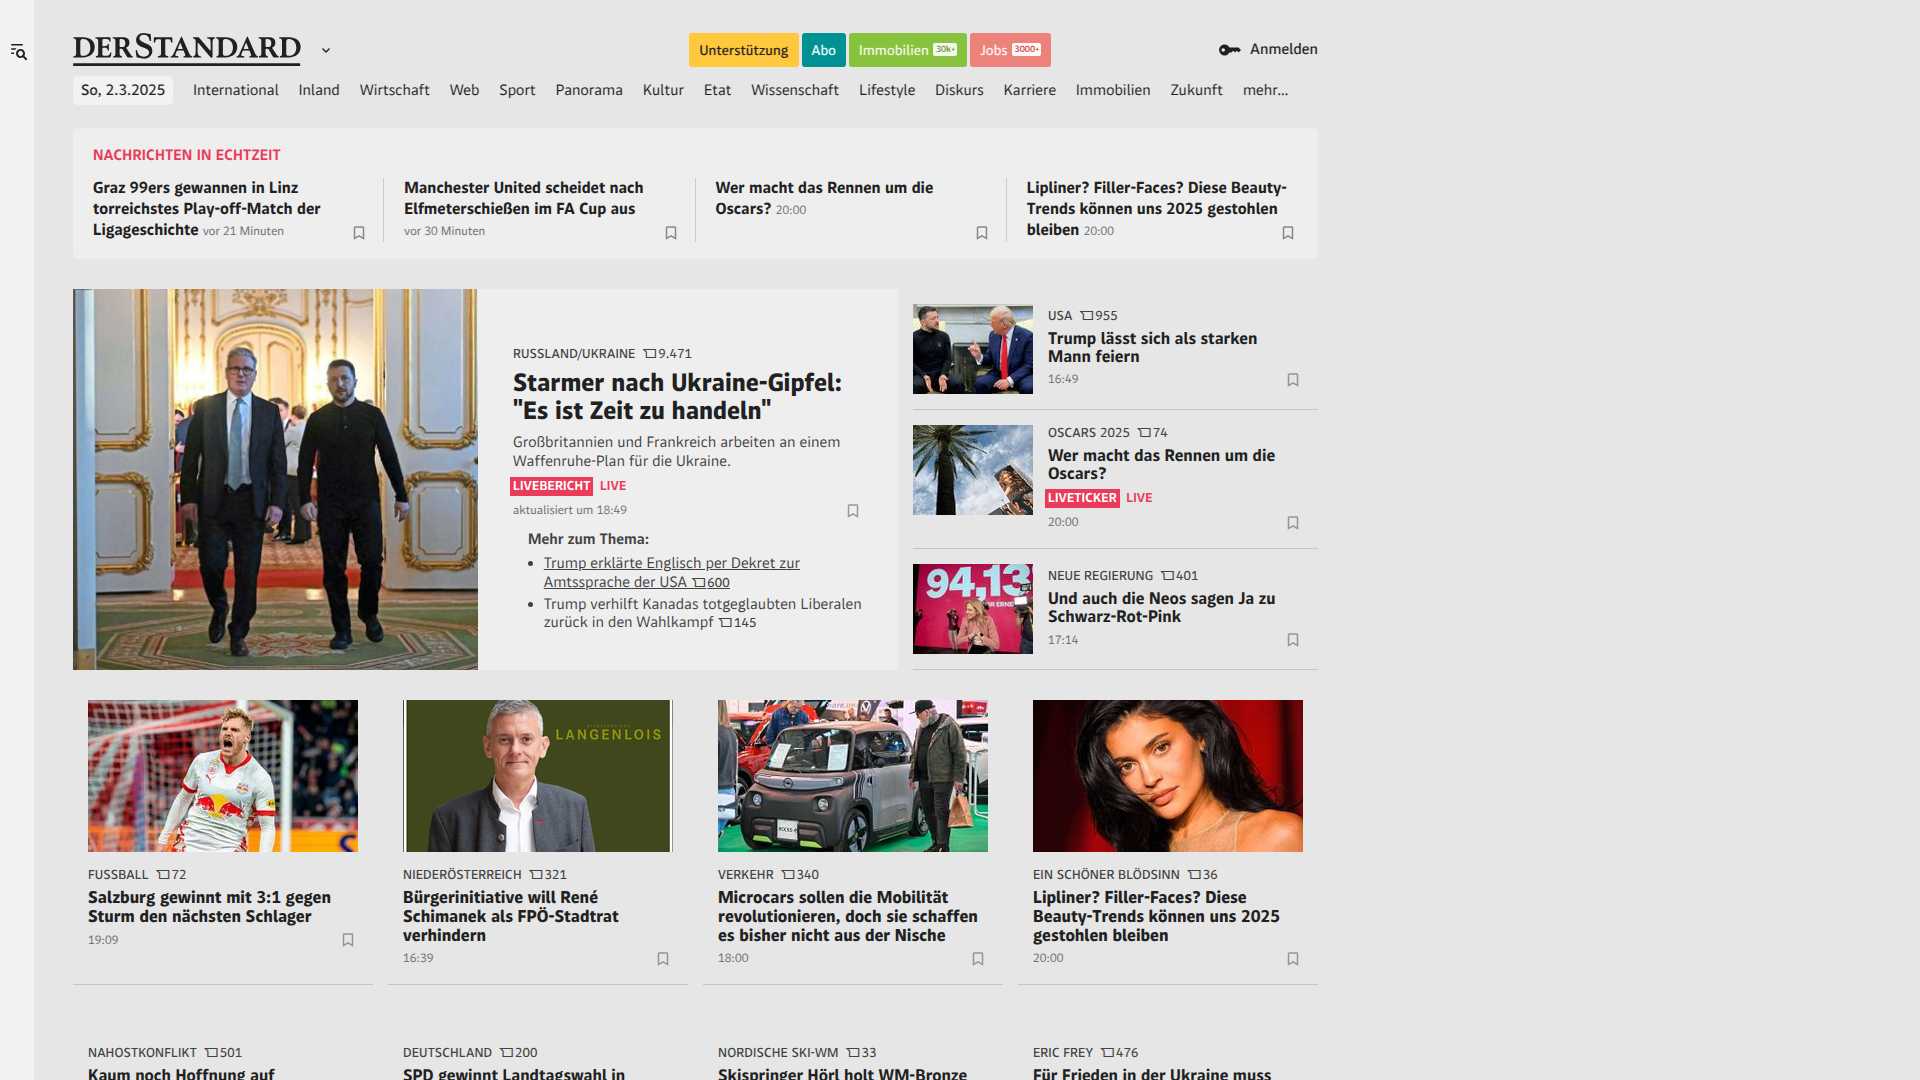 DERSTANDARD
Unterstützung
Abo
Immobilien 30k+
Jobs 3000+
Anmelden
So, 2.3.2025
International
Inland
Wirtschaft
Web
Sport
Panorama
Kultur
Etat
Wissenschaft
Lifestyle
Diskurs
Karriere
Immobilien
Zukunft
mehr...
NACHRICHTEN IN ECHTZEIT
Graz 99ers gewannen in Linz
torreichstes Play-off-Match der
Ligageschichte vor 21 Minuten
Manchester United scheidet nach
Elfmeterschießen im FA Cup aus
vor 30 Minuten
Wer macht das Rennen um die
Oscars? 20:00
Lipliner? Filler-Faces? Diese Beauty-
Trends können uns 2025 gestohlen
bleiben 20:00
RUSSLAND/UKRAINE 9.471
Starmer nach Ukraine-Gipfel:
"Es ist Zeit zu handeln"
Großbritannien und Frankreich arbeiten an einem
Waffenruhe-Plan für die Ukraine.
LIVEBERICHT LIVE
aktualisiert um 18:49
Mehr zum Thema:
• Trump erklärte Englisch per Dekret zur
Amtssprache der USA 600
• Trump verhilft Kanadas totgeglaubten Liberalen
zurück in den Wahlkampf 145
USA 955
Trump lässt sich als starken
Mann feiern
16:49
OSCARS 2025 74
Wer macht das Rennen um die
Oscars?
LIVETICKER LIVE
20:00
94,13
NEUE REGIERUNG 401
Und auch die Neos sagen Ja zu
Schwarz-Rot-Pink
17:14
FUSSBALL 72
Salzburg gewinnt mit 3:1 gegen
Sturm den nächsten Schlager
19:09
LANGENLOIS
NIEDERÖSTERREICH 321
Bürgerinitiative will René
Schimanek als FPÖ-Stadtrat
verhindern
16:39
VERKEHR 340
Microcars sollen die Mobilität
revolutionieren, doch sie schaffen
es bisher nicht aus der Nische
18:00
EIN SCHÖNER BLÖDSINN 36
Lipliner? Filler-Faces? Diese
Beauty-Trends können uns 2025
gestohlen bleiben
20:00
NAHOSTKONFLIKT 501
Kaum noch Hoffnung auf
DEUTSCHLAND 200
SPD gewinnt Landtagswahl in
NORDISCHE SKI-WM 33
Skispringer Hörl holt WM-Bronze
ERIC FREY 476
Für Frieden in der Ukraine muss